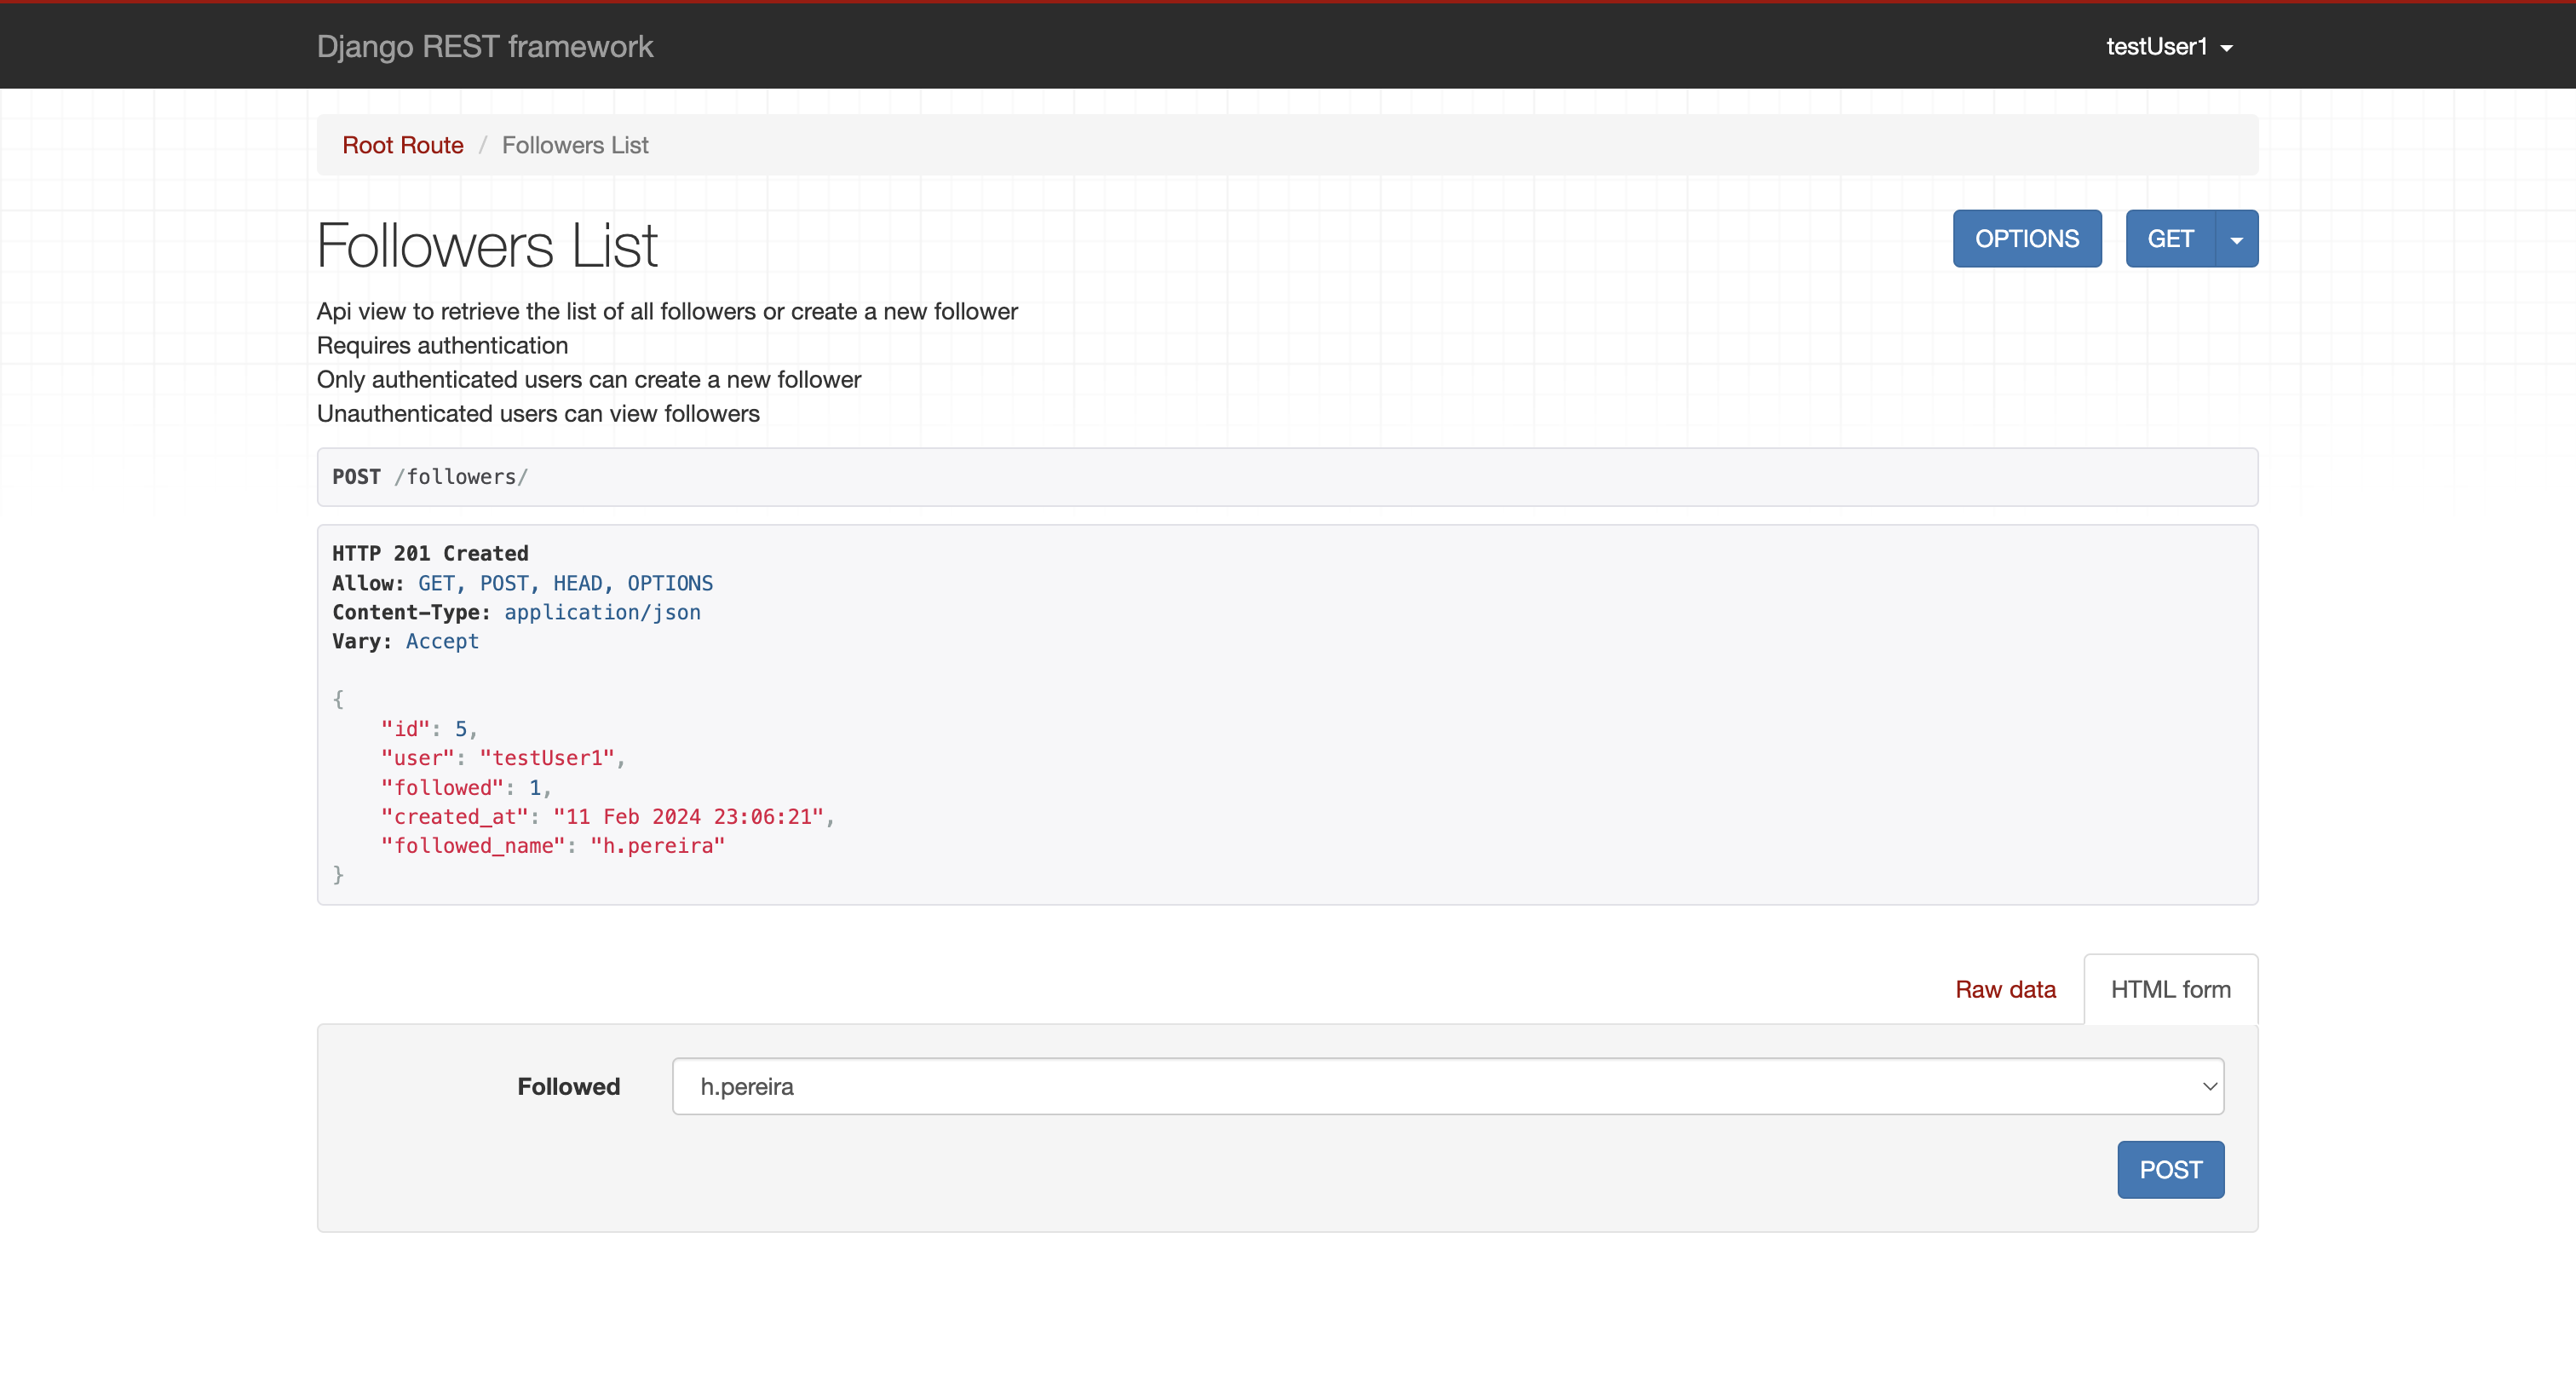 Django REST framework
testUser1
Root Route / Followers List
Followers List
OPTIONS
GET
Api view to retrieve the list of all followers or create a new follower
Requires authentication
Only authenticated users can create a new follower
Unauthenticated users can view followers
POST /followers/
HTTP 201 Created
Allow: GET, POST, HEAD, OPTIONS
Content-Type: application/json
Vary: Accept
{
    "id": 5,
    "user": "testUser1",
    "followed": 1,
    "created_at": "11 Feb 2024 23:06:21",
    "followed_name": "h.pereira"
}
Raw data
HTML form
Followed
h.pereira
POST